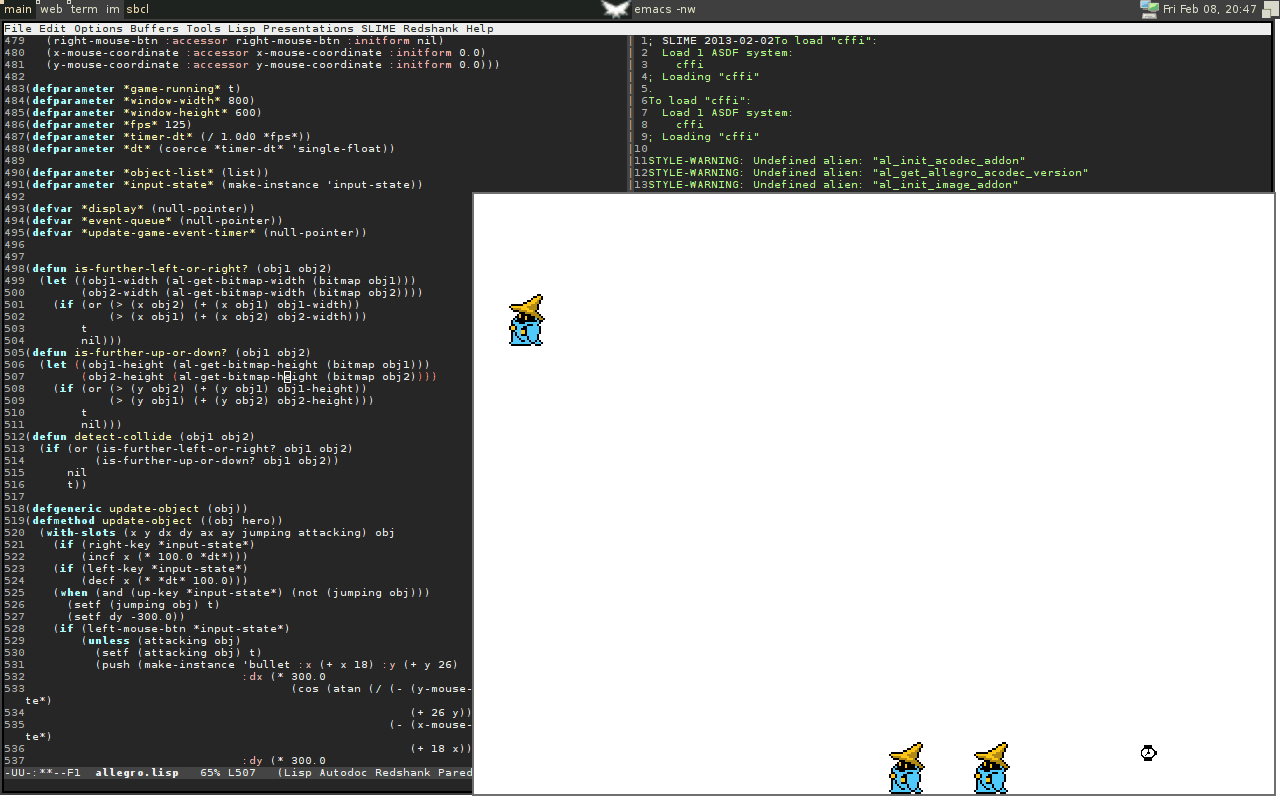 main web term im sbcl emacs -nw Fri Feb 08, 20:47
File Edit Options Buffers Tools Lisp Presentations SLIME Redshank Help
479   (right-mouse-btn :accessor right-mouse-btn :initform nil)
480   (x-mouse-coordinate :accessor x-mouse-coordinate :initform 0.0)
481   (y-mouse-coordinate :accessor y-mouse-coordinate :initform 0.0)))
482
483(defparameter *game-running* t)
484(defparameter *window-width* 800)
485(defparameter *window-height* 600)
486(defparameter *fps* 125)
487(defparameter *timer-dt* (/ 1.0d0 *fps*))
488(defparameter *dt* (coerce *timer-dt* 'single-float))
489
490(defparameter *object-list* (list))
491(defparameter *input-state* (make-instance 'input-state))
492
493(defvar *display* (null-pointer))
494(defvar *event-queue* (null-pointer))
495(defvar *update-game-event-timer* (null-pointer))
496
497
498(defun is-further-left-or-right? (obj1 obj2)
499  (let ((obj1-width (al-get-bitmap-width (bitmap obj1)))
500        (obj2-width (al-get-bitmap-width (bitmap obj2))))
501    (if (or (> (x obj2) (+ (x obj1) obj1-width))
502            (> (x obj1) (+ (x obj2) obj2-width)))
503        t
504        nil)))
505(defun is-further-up-or-down? (obj1 obj2)
506  (let ((obj1-height (al-get-bitmap-height (bitmap obj1)))
507        (obj2-height (al-get-bitmap-height (bitmap obj2))))
508    (if (or (> (y obj2) (+ (y obj1) obj1-height))
509            (> (y obj1) (+ (y obj2) obj2-height)))
510        t
511        nil)))
512(defun detect-collide (obj1 obj2)
513  (if (or (is-further-left-or-right? obj1 obj2)
514          (is-further-up-or-down? obj1 obj2))
515      nil
516      t))
517
518(defgeneric update-object (obj))
519(defmethod update-object ((obj hero))
520  (with-slots (x y dx dy ax ay jumping attacking) obj
521    (if (right-key *input-state*)
522        (incf x (* 100.0 *dt*)))
523    (if (left-key *input-state*)
524        (decf x (* *dt* 100.0)))
525    (when (and (up-key *input-state*) (not (jumping obj)))
526      (setf (jumping obj) t)
527      (setf dy -300.0))
528    (if (left-mouse-btn *input-state*)
529        (unless (attacking obj)
530          (setf (attacking obj) t)
531          (push (make-instance 'bullet :x (+ x 18) :y (+ y 26)
532                               :dx (* 300.0
533                                      (cos (atan (/ (- (y-mouse-
te*)
534                                                       (+ 26 y))
535                                                    (- (x-mouse-
te*)
536                                                       (+ 18 x))
537                               :dy (* 300.0
-UU-:**--F1  allegro.lisp   65% L507   (Lisp Autodoc Redshank Pared
1; SLIME 2013-02-02To load "cffi":
2  Load 1 ASDF system:
3    cffi
4; Loading "cffi"
5.
6To load "cffi":
7  Load 1 ASDF system:
8    cffi
9; Loading "cffi"
10
11STYLE-WARNING: Undefined alien: "al_init_acodec_addon"
12STYLE-WARNING: Undefined alien: "al_get_allegro_acodec_version"
13STYLE-WARNING: Undefined alien: "al_init_image_addon"